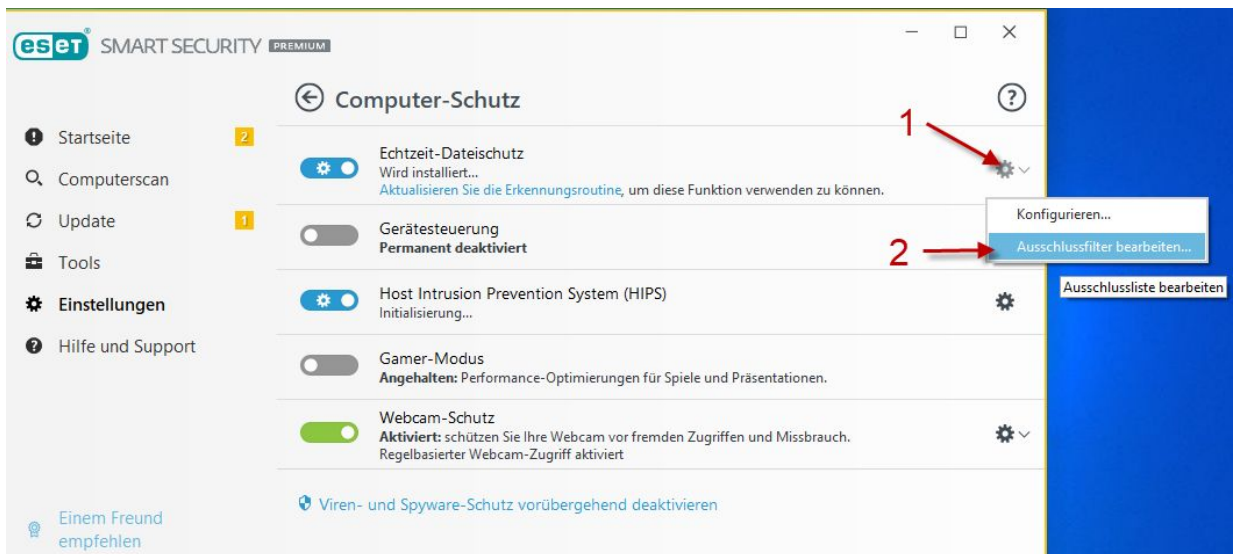 eset® SMART SECURITY PREMIUM
Computer-Schutz
Startseite 2
Computerscan
Update 1
Tools
Einstellungen
Hilfe und Support
Einem Freund
empfehlen
Echtzeit-Dateischutz
Wird installiert...
Aktualisieren Sie die Erkennungsroutine, um diese Funktion verwenden zu können.
Gerätesteuerung
Permanent deaktiviert
Host Intrusion Prevention System (HIPS)
Initialisierung...
Gamer-Modus
Angehalten: Performance-Optimierungen für Spiele und Präsentationen.
Webcam-Schutz
Aktiviert: schützen Sie Ihre Webcam vor fremden Zugriffen und Missbrauch.
Regelbasierter Webcam-Zugriff aktiviert
Viren- und Spyware-Schutz vorübergehend deaktivieren
1
Konfigurieren...
2
Ausschlussfilter bearbeiten...
Ausschlussliste bearbeiten